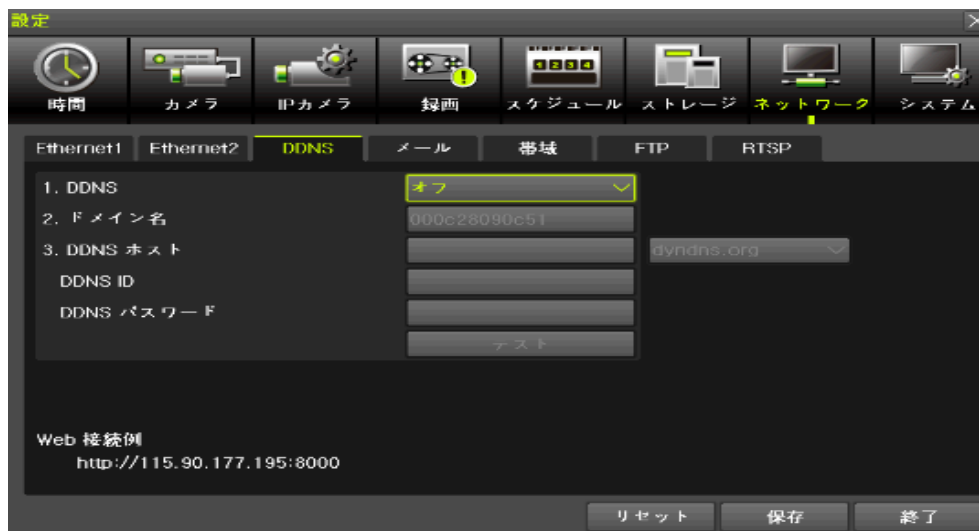 設定
時間 カメラ IPカメラ 録画 スケジュール ストレージ ネットワーク システム
Ethernet1 Ethernet2 DDNS メール 帯域 FTP RTSP
1. DDNS オフ
2. ドメイン名 000c28090c51
3. DDNS ホスト dyndns.org
DDNS ID
DDNS パスワード
テスト
Web 接続例
http://115.90.177.195:8000
リセット 保存 終了